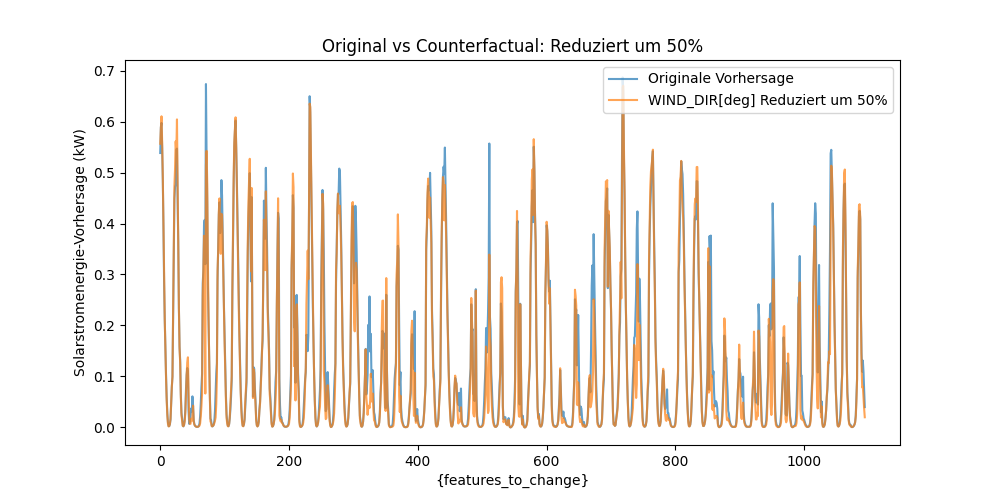 Original vs Counterfactual: Reduziert um 50%
Originale Vorhersage
WIND_DIR[deg] Reduziert um 50%
Solarstromenergie-Vorhersage (kW)
0.7
0.6
0.5
0.4
0.3
0.2
0.1
0.0
0 200 400 600 800 1000
{features_to_change}